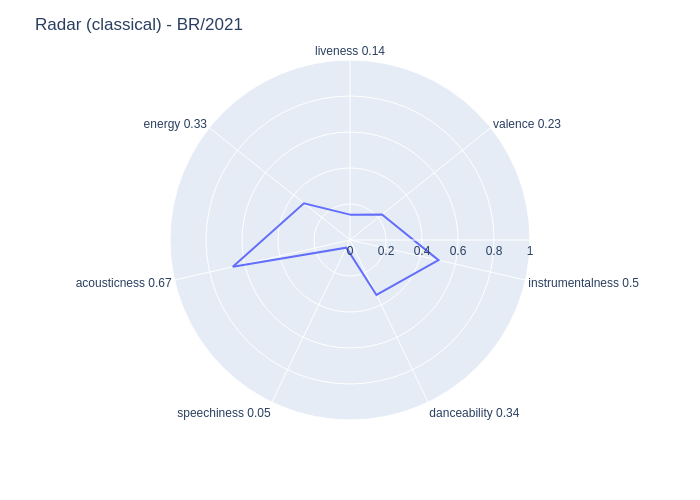 Radar (classical) - BR/2021
liveness 0.14
energy 0.33
valence 0.23
0 0.2 0.4 0.6 0.8 1
acousticness 0.67
instrumentalness 0.5
speechiness 0.05
danceability 0.34